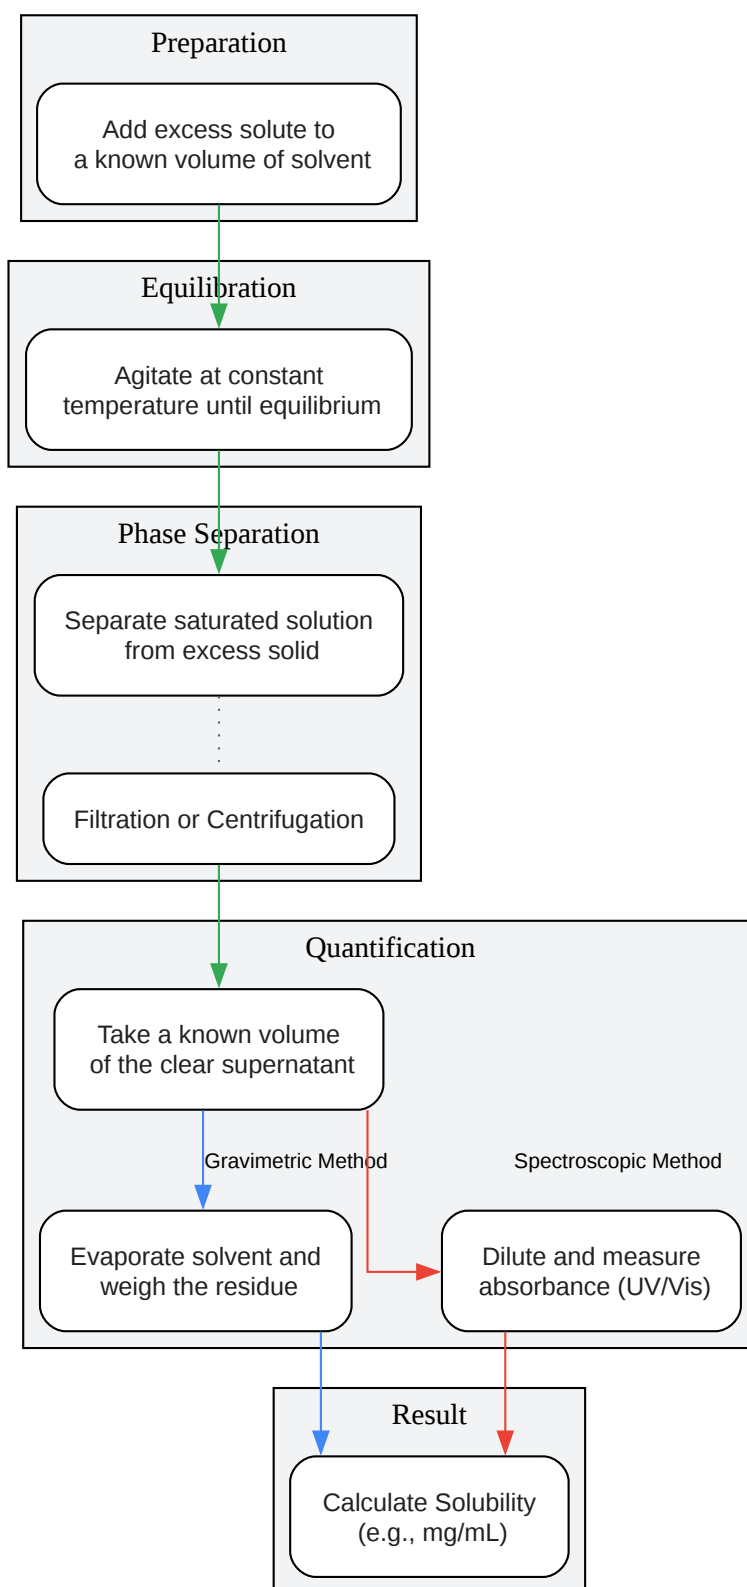 Preparation
Add excess solute to
a known volume of solvent
Equilibration
Agitate at constant
temperature until equilibrium
Phase Separation
Separate saturated solution
from excess solid
Filtration or Centrifugation
Quantification
Take a known volume
of the clear supernatant
Gravimetric Method
Spectroscopic Method
Evaporate solvent and
weigh the residue
Dilute and measure
absorbance (UV/Vis)
Result
Calculate Solubility
(e.g., mg/mL)